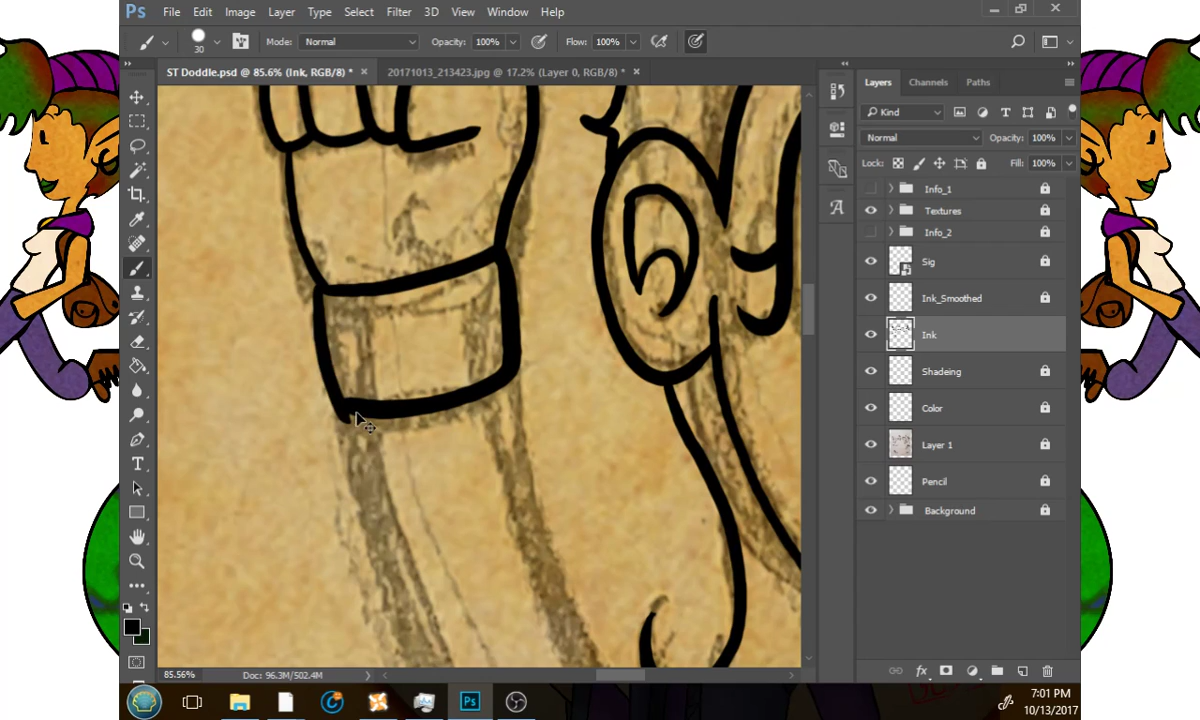 Ps File Edit Image Layer Type Select Filter 3D View Window Help
30 Mode: Normal Opacity: 100% Flow: 100%
ST Doddle.psd @ 85.6% (Ink, RGB/8) * × 20171013_213423.jpg @ 17.2% (Layer 0, RGB/8) * ×
Layers Channels Paths
Kind
Normal Opacity: 100%
Lock: Fill: 100%
Info_1
Textures
Info_2
Sig
Ink_Smoothed
Ink
Shadeing
Color
Layer 1
Pencil
Background
85.56% Doc: 96.3M/502.4M
Ps
7:01 PM
10/13/2017